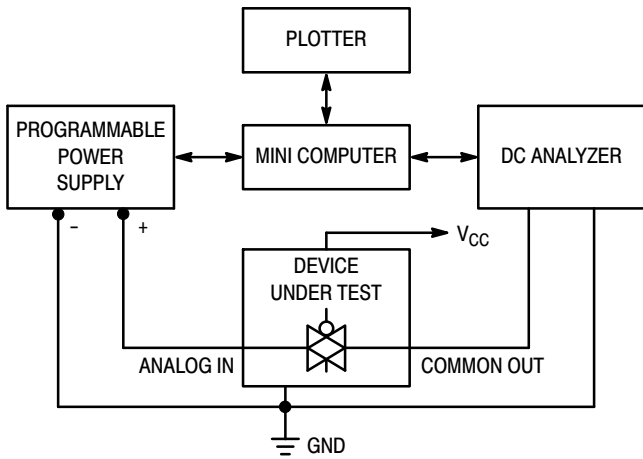 PLOTTER
PROGRAMMABLE
POWER
SUPPLY
MINI COMPUTER
DC ANALYZER
–
+
VCC
DEVICE
UNDER TEST
ANALOG IN
COMMON OUT
GND